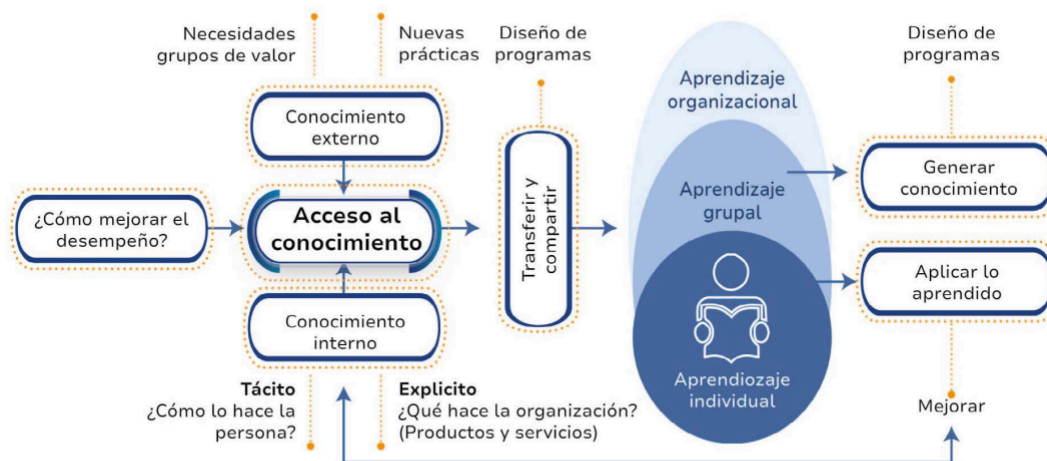 Necesidades
grupos de valor
Nuevas
prácticas
Diseño de
programas
Diseño de
programas
Conocimiento
externo
¿Cómo mejorar el
desempeño?
Acceso al
conocimiento
Conocimiento
interno
Tácito
¿Cómo lo hace la
persona?
Explicito
¿Qué hace la organización?
(Productos y servicios)
Transferir y
compartir
Aprendizaje
organizacional
Aprendizaje
grupal
Aprendiozaje
individual
Generar
conocimiento
Aplicar lo
aprendido
Mejorar